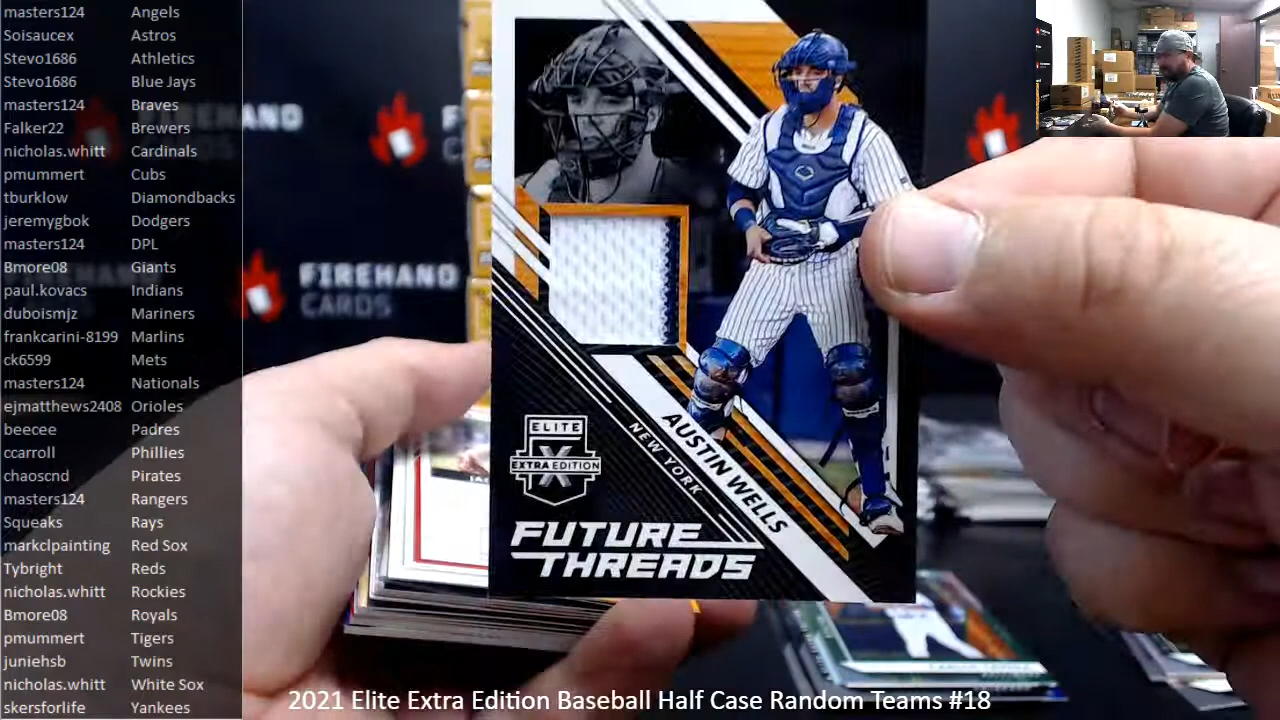 masters124 Angels
Soisaucex Astros
Stevo1686 Athletics
Stevo1686 Blue Jays
masters124 Braves
Falker22 Brewers
nicholas.whitt Cardinals
pmummert Cubs
tburklow Diamondbacks
jeremygbok Dodgers
masters124 DPL
Bmore08 Giants
paul.kovacs Indians
duboismjz Mariners
frankcarini-8199 Marlins
ck6599 Mets
masters124 Nationals
ejmatthews2408 Orioles
beecee Padres
ccarroll Phillies
chaoscnd Pirates
masters124 Rangers
Squeaks Rays
markclpainting Red Sox
Tybright Reds
nicholas.whitt Rockies
Bmore08 Royals
pmummert Tigers
juniehsb Twins
nicholas.whitt White Sox
skersforlife Yankees
FIREHAND
CARDS
AUSTIN WELLS
NEW YORK
ELITE
X
EXTRA EDITION
FUTURE
THREADS
2021 Elite Extra Edition Baseball Half Case Random Teams #18